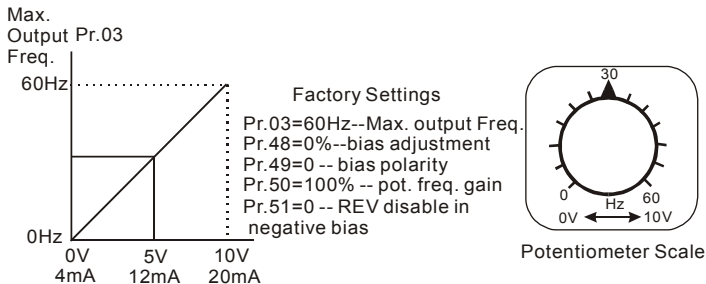 Max.
Output Pr.03
Freq.
60Hz
0Hz
0V 5V 10V
4mA 12mA 20mA
Factory Settings
Pr.03=60Hz--Max. output Freq.
Pr.48=0%--bias adjustment
Pr.49=0 -- bias polarity
Pr.50=100% -- pot. freq. gain
Pr.51=0 -- REV disable in
negative bias
30
0 60
Hz
0V 10V
Potentiometer Scale